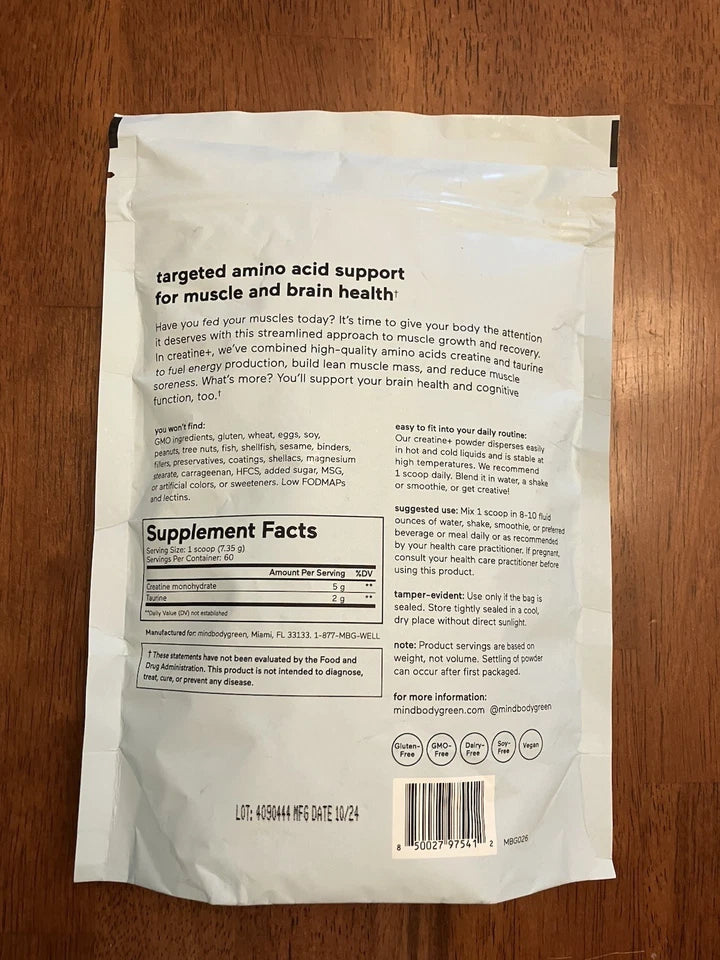 targeted amino acid support
for muscle and brain health†
Have you fed your muscles today? It's time to give your body the attention
it deserves with this streamlined approach to muscle growth and recovery.
In creatine+, we've combined high-quality amino acids creatine and taurine
to fuel energy production, build lean muscle mass, and reduce muscle
soreness. What's more? You'll support your brain health and cognitive
function, too.†
you won't find:
GMO ingredients, gluten, wheat, eggs, soy,
peanuts, tree nuts, fish, shellfish, sesame, binders,
fillers, preservatives, coatings, shellacs, magnesium
stearate, carrageenan, HFCS, added sugar, MSG,
or artificial colors, or sweeteners. Low FODMAPs
and lectins.
Supplement Facts
Serving Size: 1 scoop (7.35 g)
Servings Per Container: 60
Amount Per Serving %DV
Creatine monohydrate 5 g **
Taurine 2 g **
**Daily Value (DV) not established
Manufactured for: mindbodygreen, Miami, FL 33133. 1-877-MBG-WELL
† These statements have not been evaluated by the Food and
Drug Administration. This product is not intended to diagnose,
treat, cure, or prevent any disease.
easy to fit into your daily routine:
Our creatine+ powder disperses easily
in hot and cold liquids and is stable at
high temperatures. We recommend
1 scoop daily. Blend it in water, a shake
or smoothie, or get creative!
suggested use: Mix 1 scoop in 8-10 fluid
ounces of water, shake, smoothie, or preferred
beverage or meal daily or as recommended
by your health care practitioner. If pregnant,
consult your health care practitioner before
using this product.
tamper-evident: Use only if the bag is
sealed. Store tightly sealed in a cool,
dry place without direct sunlight.
note: Product servings are based on
weight, not volume. Settling of powder
can occur after first packaged.
for more information:
mindbodygreen.com @mindbodygreen
Gluten-
Free
GMO-
Free
Dairy-
Free
Soy-
Free
Vegan
LOT: 4090444 MFG DATE 10/24
8 50027 97541 2
MBG026